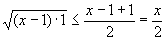 √((x−1)·1) ≤ (x−1+1)/2 = x/2